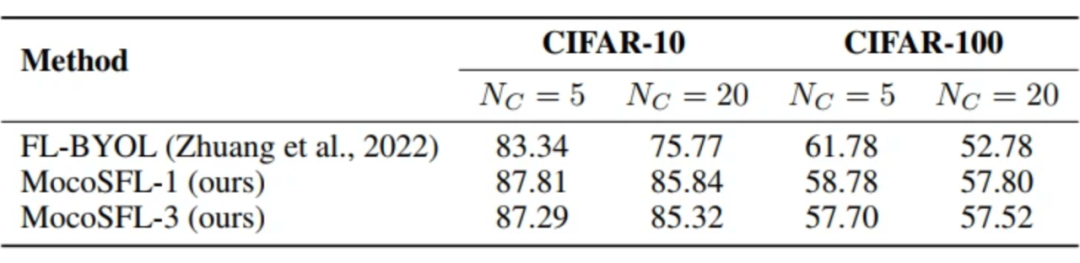 Method CIFAR-10 CIFAR-100
N_C = 5 N_C = 20 N_C = 5 N_C = 20
FL-BYOL (Zhuang et al., 2022) 83.34 75.77 61.78 52.78
MocoSFL-1 (ours) 87.81 85.84 58.78 57.80
MocoSFL-3 (ours) 87.29 85.32 57.70 57.52